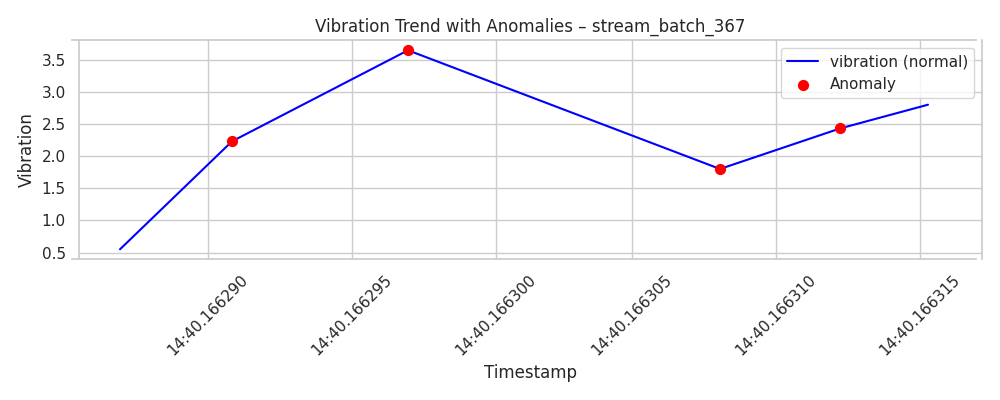 Vibration Trend with Anomalies – stream_batch_367
vibration (normal)
Anomaly
Vibration
3.5
3.0
2.5
2.0
1.5
1.0
0.5
14:40.166290
14:40.166295
14:40.166300
14:40.166305
14:40.166310
14:40.166315
Timestamp